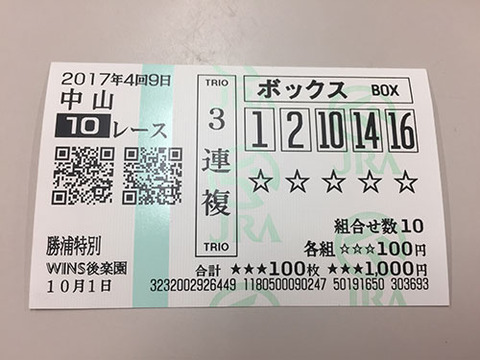 2017年4回9日
中山
10レース
勝浦特別
WINS後楽園
10月1日
TRIO
3連複
TRIO
ボックス BOX
1 2 10 14 16
☆☆☆☆☆
組合せ数10
各組 ☆☆☆100円
合計 ★★★100枚 ★★★1,000円
3232002926449 1180500090247 50191650 303693
JRA
JRA